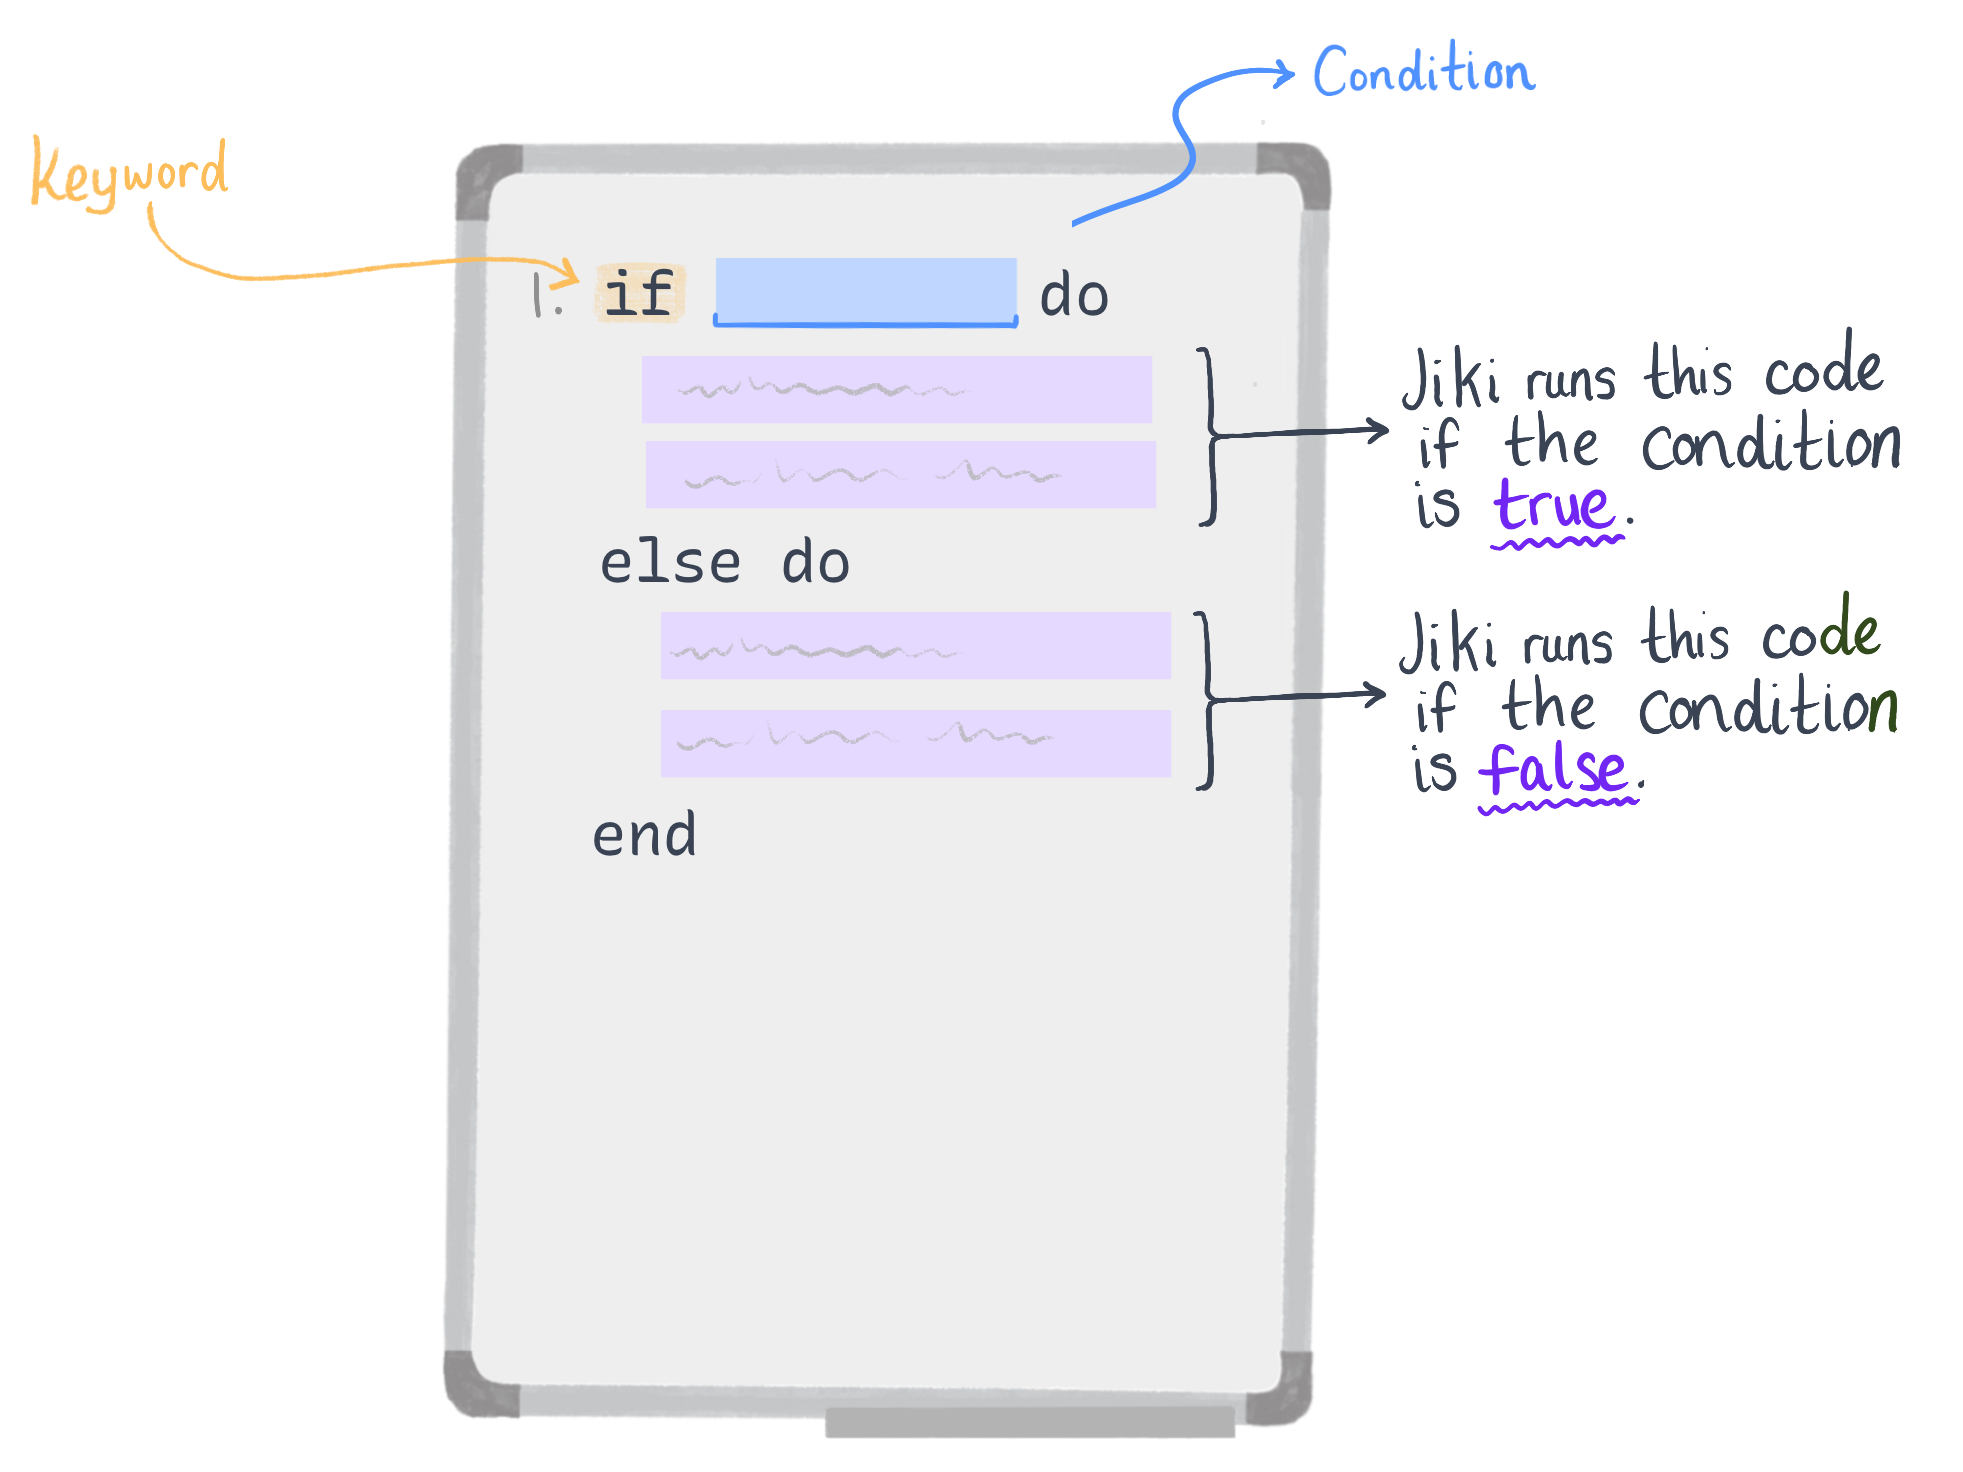 Condition
Keyword
1. if do
Jiki runs this code
if the condition
is true.
else do
Jiki runs this code
if the condition
is false.
end